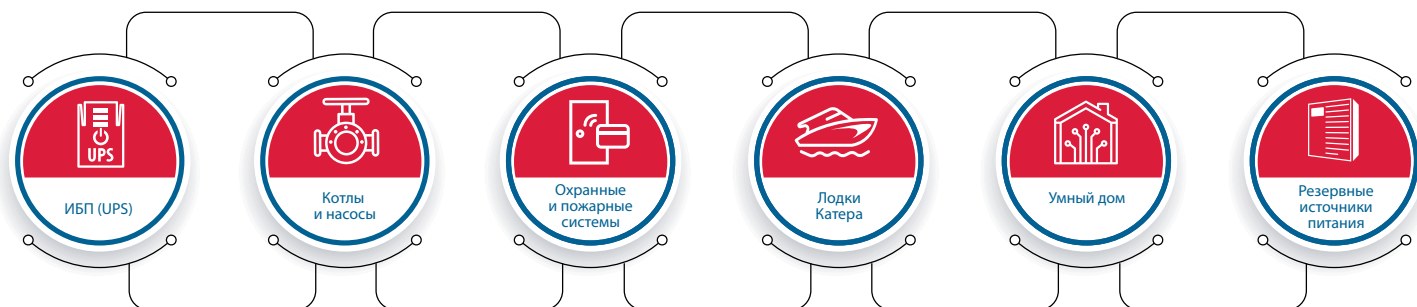 UPS
ИБП (UPS)
Котлы
и насосы
Охранные
и пожарные
системы
Лодки
Катера
Умный дом
Резервные
источники
питания